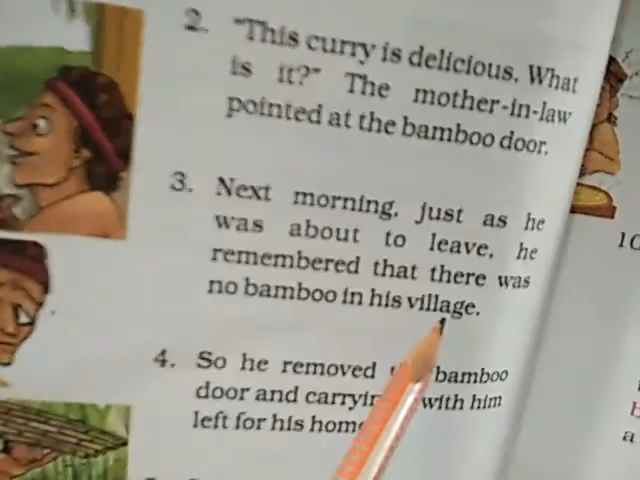 2. "This curry is delicious. What
is it?" The mother-in-law
pointed at the bamboo door.
3. Next morning, just as he
was about to leave, he
remembered that there was
no bamboo in his village.
4. So he removed bamboo
door and with him
left for his
10
a